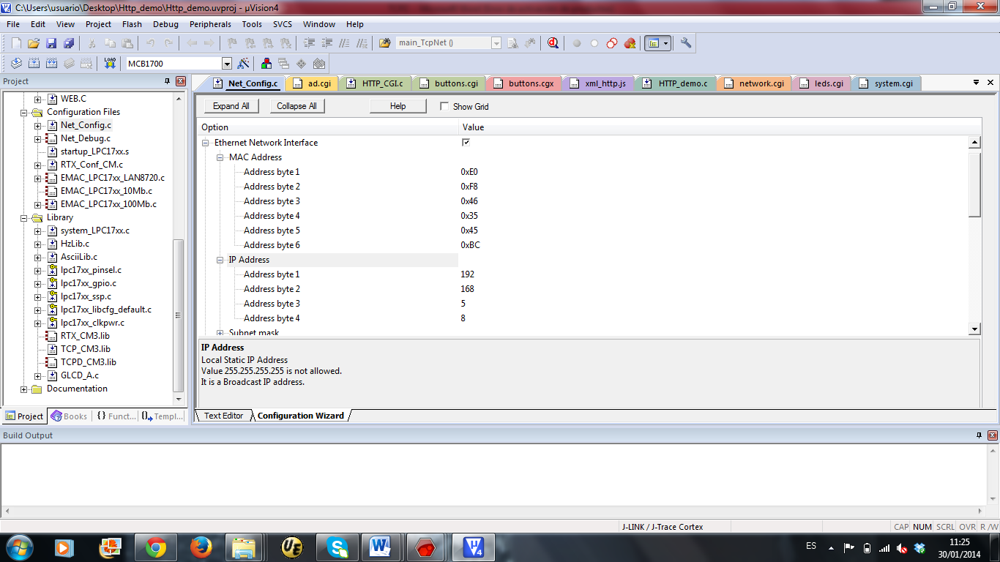 C:\Users\usuario\Desktop\Http_demo\Http_demo.uvproj - µVision4
File Edit View Project Flash Debug Peripherals Tools SVCS Window Help
main_TcpNet ()
LOAD MCB1700
Project
Net_Config.c ad.cgi HTTP_CGI.c buttons.cgi buttons.cgx xml_http.js HTTP_demo.c network.cgi leds.cgi system.cgi
WEB.C
Configuration Files
Net_Config.c
Net_Debug.c
startup_LPC17xx.s
RTX_Conf_CM.c
EMAC_LPC17xx_LAN8720.c
EMAC_LPC17xx_10Mb.c
EMAC_LPC17xx_100Mb.c
Library
system_LPC17xx.c
HzLib.c
AsciiLib.c
lpc17xx_pinsel.c
lpc17xx_gpio.c
lpc17xx_ssp.c
lpc17xx_libcfg_default.c
lpc17xx_clkpwr.c
RTX_CM3.lib
TCP_CM3.lib
TCPD_CM3.lib
GLCD_A.c
Documentation
Project Books {} Funct... {} Templ...
Expand All Collapse All Help Show Grid
Option Value
Ethernet Network Interface
MAC Address
Address byte 1 0xE0
Address byte 2 0xF8
Address byte 3 0x46
Address byte 4 0x35
Address byte 5 0x45
Address byte 6 0xBC
IP Address
Address byte 1 192
Address byte 2 168
Address byte 3 5
Address byte 4 8
Subnet mask
IP Address
Local Static IP Address
Value 255.255.255.255 is not allowed.
It is a Broadcast IP address.
Text Editor Configuration Wizard
Build Output
J-LINK / J-Trace Cortex CAP NUM SCRL OVR R /W
ES 11:25
30/01/2014